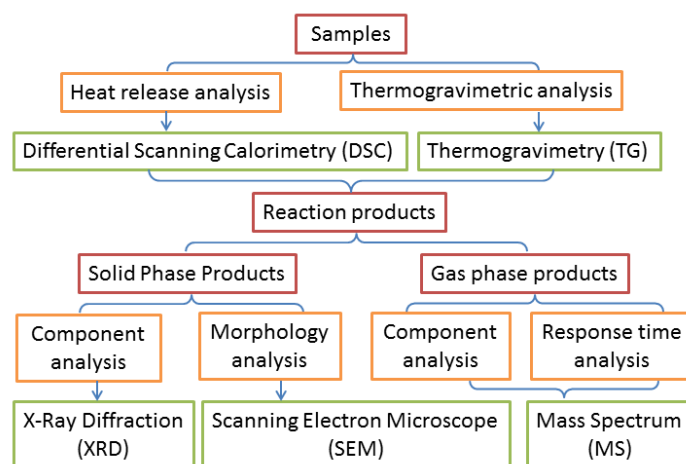 Samples
Heat release analysis
Thermogravimetric analysis
Differential Scanning Calorimetry (DSC)
Thermogravimetry (TG)
Reaction products
Solid Phase Products
Gas phase products
Component
analysis
Morphology
analysis
Component
analysis
Response time
analysis
X-Ray Diffraction
(XRD)
Scanning Electron Microscope
(SEM)
Mass Spectrum
(MS)